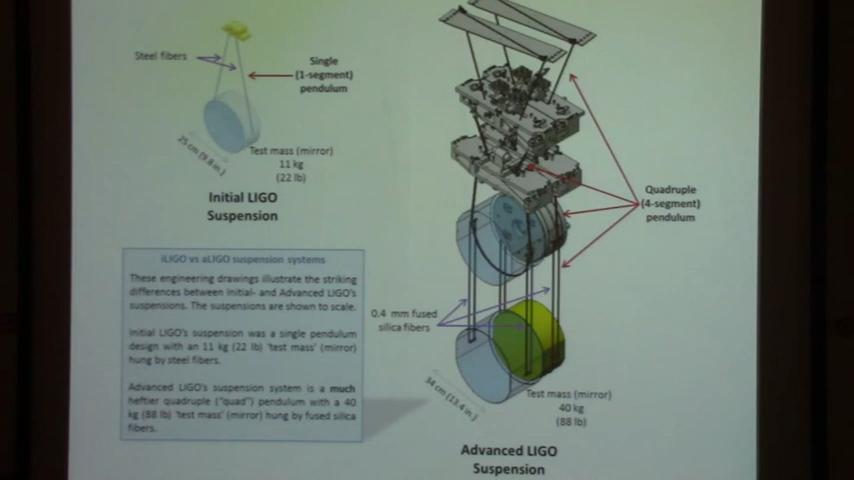 Steel fibers
Single
(1-segment)
pendulum
25 cm (9.8 in.)
Test mass (mirror)
11 kg
(22 lb)
Initial LIGO
Suspension
iLIGO vs aLIGO suspension systems
These engineering drawings illustrate the striking
differences between Initial- and Advanced LIGO's
suspensions. The suspensions are shown to scale.
Initial LIGO's suspension was a single pendulum
design with an 11 kg (22 lb) 'test mass' (mirror)
hung by steel fibers.
Advanced LIGO's suspension system is a much
heftier quadruple ("quad") pendulum with a 40
kg (88 lb) 'test mass' (mirror) hung by fused silica
fibers.
Quadruple
(4-segment)
pendulum
0.4 mm fused
silica fibers
34 cm (13.4 in.)
Test mass (mirror)
40 kg
(88 lb)
Advanced LIGO
Suspension